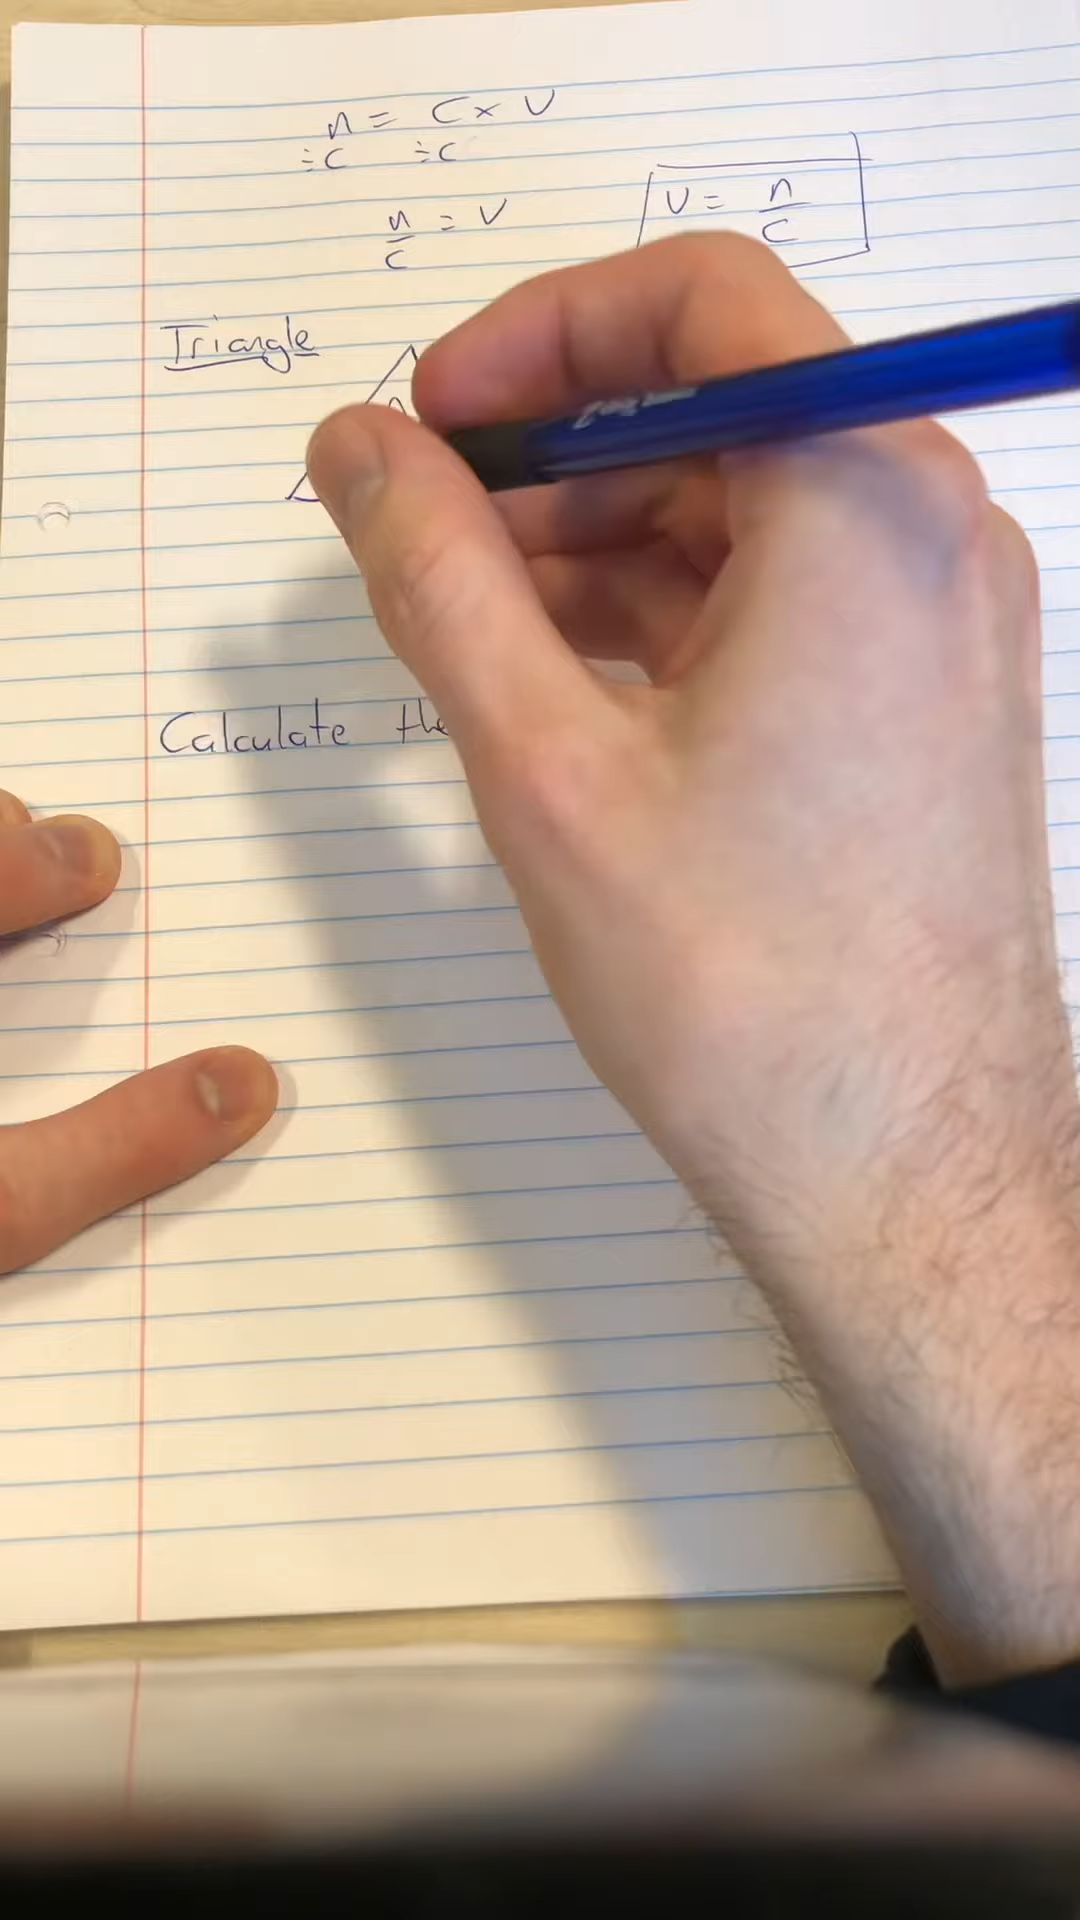 n = C × V
÷C ÷C
n/C = V
V = n/C
Triangle
n
Calculate the